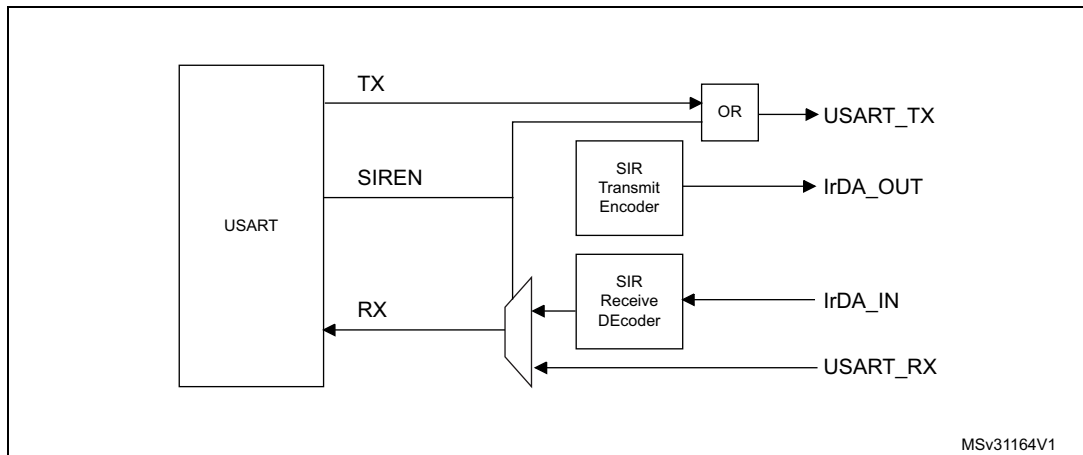 TX
OR
USART_TX
SIREN
SIR
Transmit
Encoder
IrDA_OUT
USART
SIR
Receive
DEcoder
RX
IrDA_IN
USART_RX
MSv31164V1